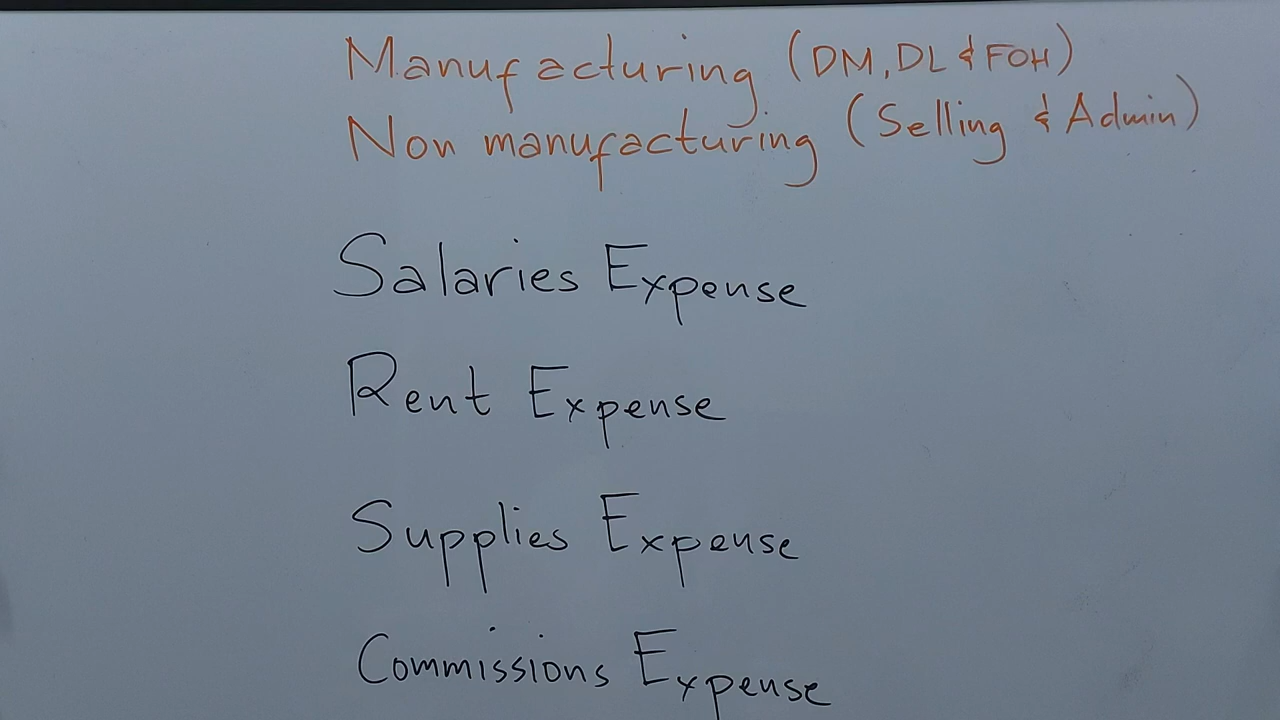 Manufacturing (DM, DL & FOH)
Non manufacturing (Selling & Admin)
Salaries Expense
Rent Expense
Supplies Expense
Commissions Expense